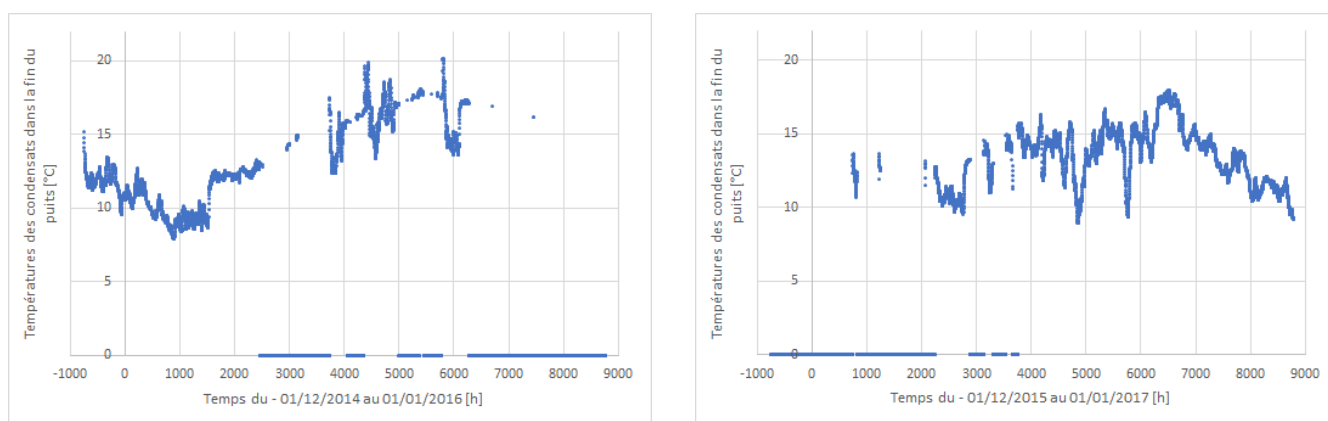 Températures des condensats dans la fin du
puits [°C]
20
15
10
5
0
-1000 0 1000 2000 3000 4000 5000 6000 7000 8000 9000
Temps du - 01/12/2014 au 01/01/2016 [h]
Températures des condensats dans la fin du
puits [°C]
20
15
10
5
0
-1000 0 1000 2000 3000 4000 5000 6000 7000 8000 9000
Temps du - 01/12/2015 au 01/01/2017 [h]